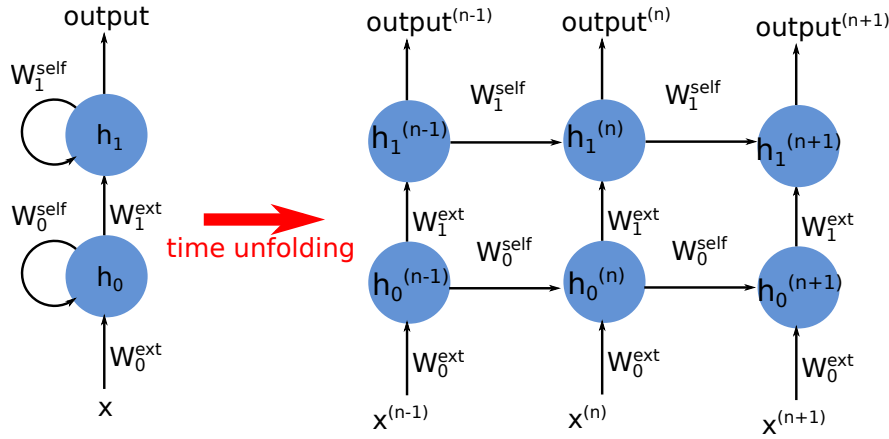 output
W₁ˢᵉˡᶠ
h₁
W₀ˢᵉˡᶠ
W₁ᵉˣᵗ
h₀
W₀ᵉˣᵗ
x
time unfolding
output⁽ⁿ⁻¹⁾ output⁽ⁿ⁾ output⁽ⁿ⁺¹⁾
W₁ˢᵉˡᶠ W₁ˢᵉˡᶠ
h₁⁽ⁿ⁻¹⁾ h₁⁽ⁿ⁾ h₁⁽ⁿ⁺¹⁾
W₁ᵉˣᵗ W₁ᵉˣᵗ W₁ᵉˣᵗ
W₀ˢᵉˡᶠ W₀ˢᵉˡᶠ
h₀⁽ⁿ⁻¹⁾ h₀⁽ⁿ⁾ h₀⁽ⁿ⁺¹⁾
W₀ᵉˣᵗ W₀ᵉˣᵗ W₀ᵉˣᵗ
x⁽ⁿ⁻¹⁾ x⁽ⁿ⁾ x⁽ⁿ⁺¹⁾